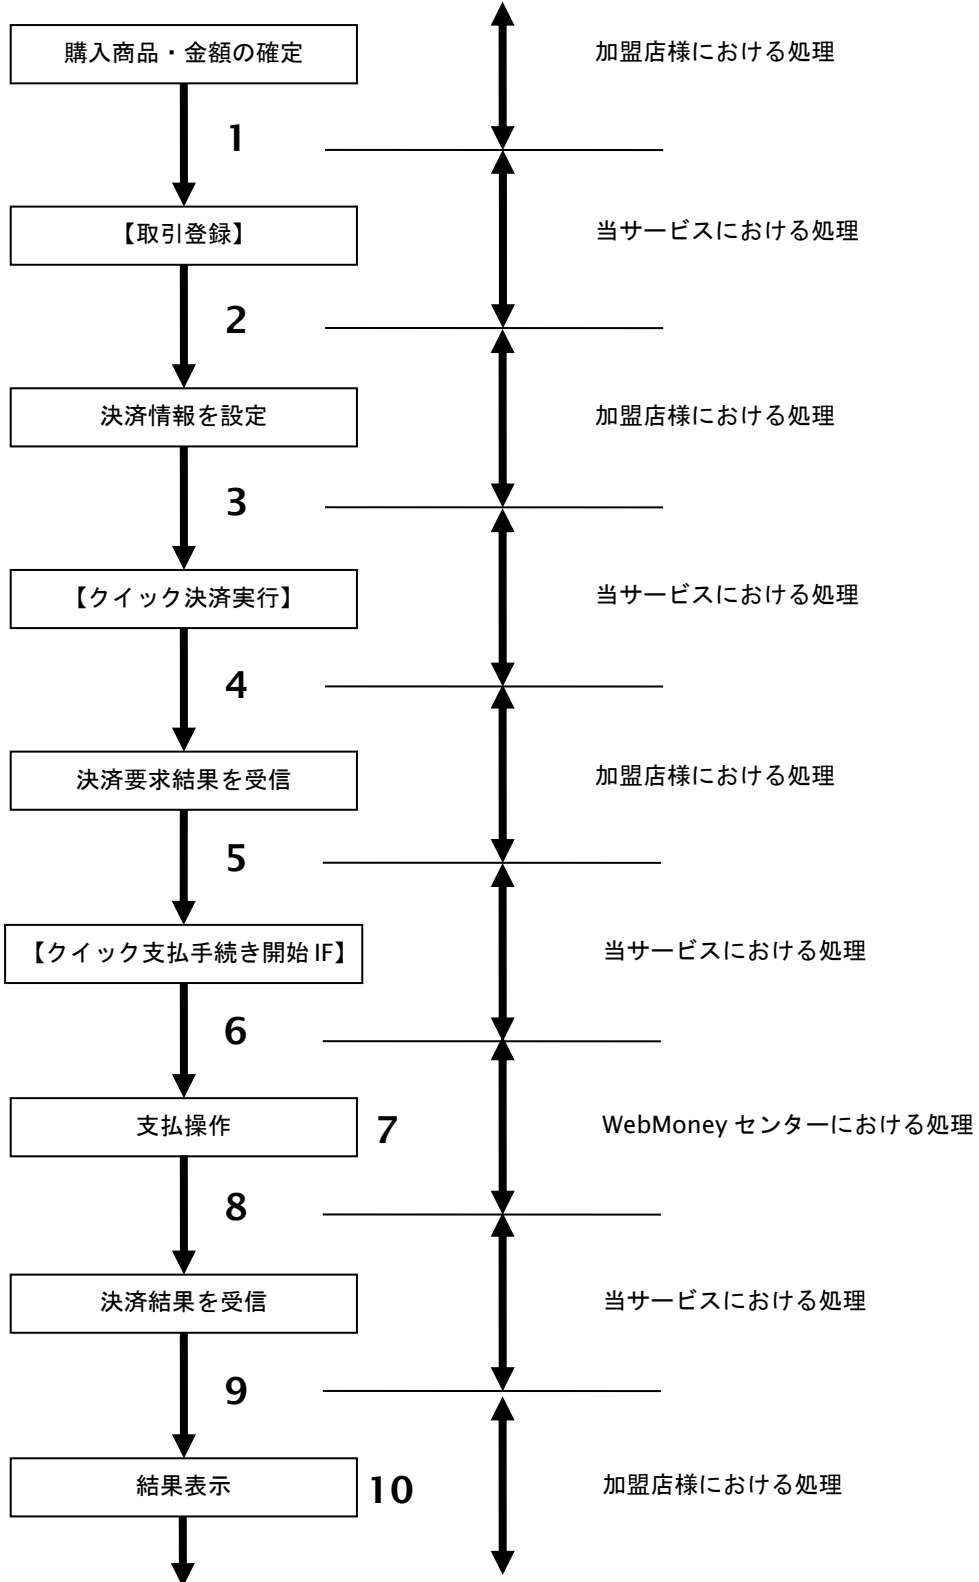 購入商品・金額の確定
加盟店様における処理
1
【取引登録】
当サービスにおける処理
2
決済情報を設定
加盟店様における処理
3
【クイック決済実行】
当サービスにおける処理
4
決済要求結果を受信
加盟店様における処理
5
【クイック支払手続き開始 IF】
当サービスにおける処理
6
支払操作
7
WebMoney センターにおける処理
8
決済結果を受信
当サービスにおける処理
9
結果表示
10
加盟店様における処理